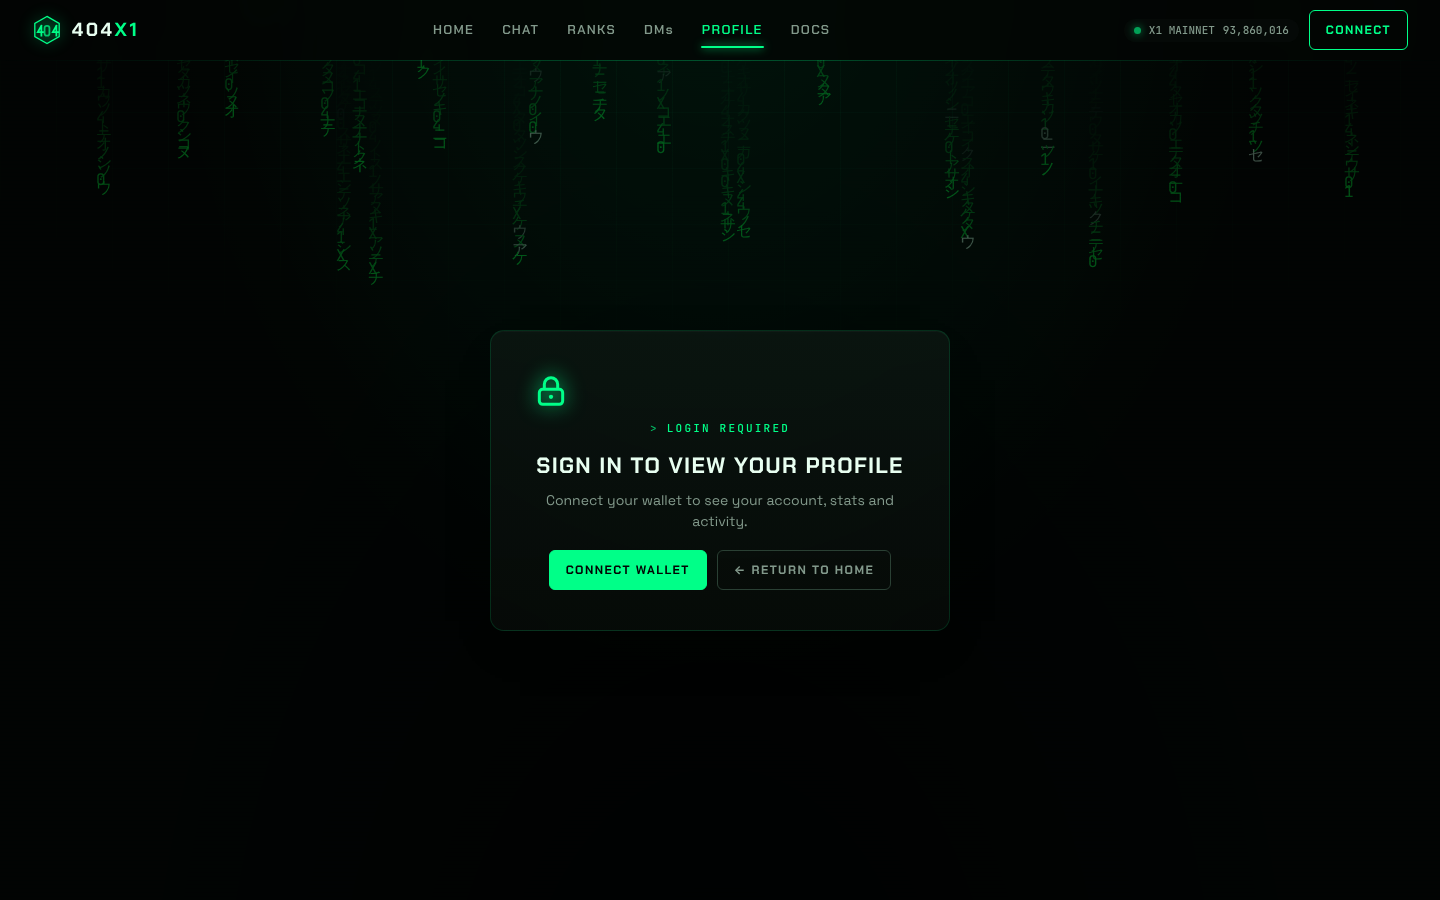 404 404X1
HOME CHAT RANKS DMs PROFILE DOCS
X1 MAINNET 93,860,016
CONNECT
> LOGIN REQUIRED
SIGN IN TO VIEW YOUR PROFILE
Connect your wallet to see your account, stats and
activity.
CONNECT WALLET
← RETURN TO HOME